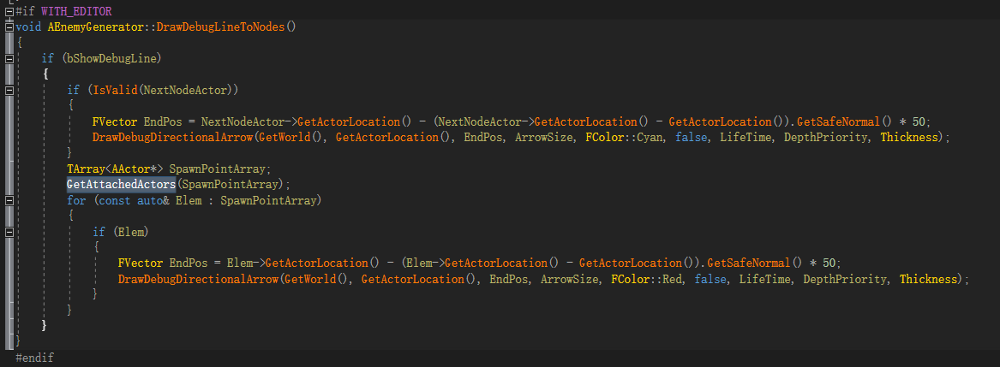 #if WITH_EDITOR
void AEnemyGenerator::DrawDebugLineToNodes()
{
    if (bShowDebugLine)
    {
        if (IsValid(NextNodeActor))
        {
            FVector EndPos = NextNodeActor->GetActorLocation() - (NextNodeActor->GetActorLocation() - GetActorLocation()).GetSafeNormal() * 50;
            DrawDebugDirectionalArrow(GetWorld(), GetActorLocation(), EndPos, ArrowSize, FColor::Cyan, false, LifeTime, DepthPriority, Thickness);
        }
        TArray<AActor*> SpawnPointArray;
        GetAttachedActors(SpawnPointArray);
        for (const auto& Elem : SpawnPointArray)
        {
            if (Elem)
            {
                FVector EndPos = Elem->GetActorLocation() - (Elem->GetActorLocation() - GetActorLocation()).GetSafeNormal() * 50;
                DrawDebugDirectionalArrow(GetWorld(), GetActorLocation(), EndPos, ArrowSize, FColor::Red, false, LifeTime, DepthPriority, Thickness);
            }
        }
    }
}
#endif